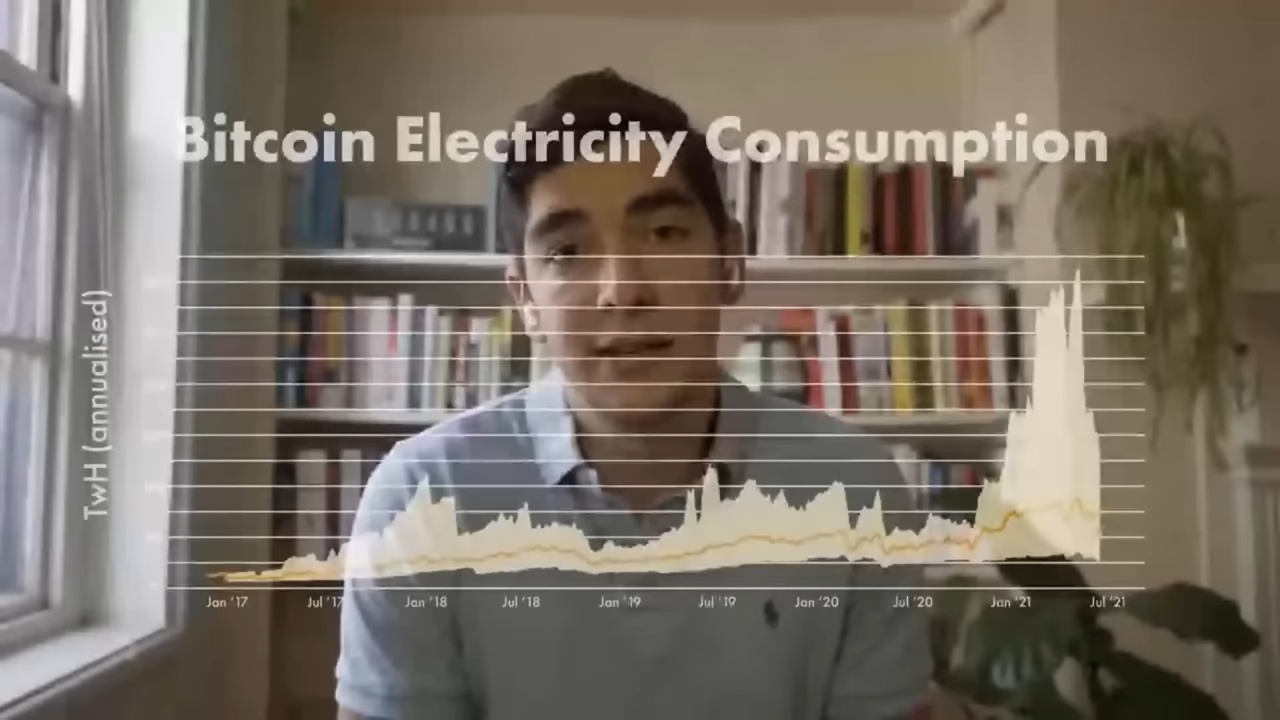 Bitcoin Electricity Consumption
TwH (annualised)
Jan '17 Jul '17 Jan '18 Jul '18 Jan '19 Jul '19 Jan '20 Jul '20 Jan '21 Jul '21